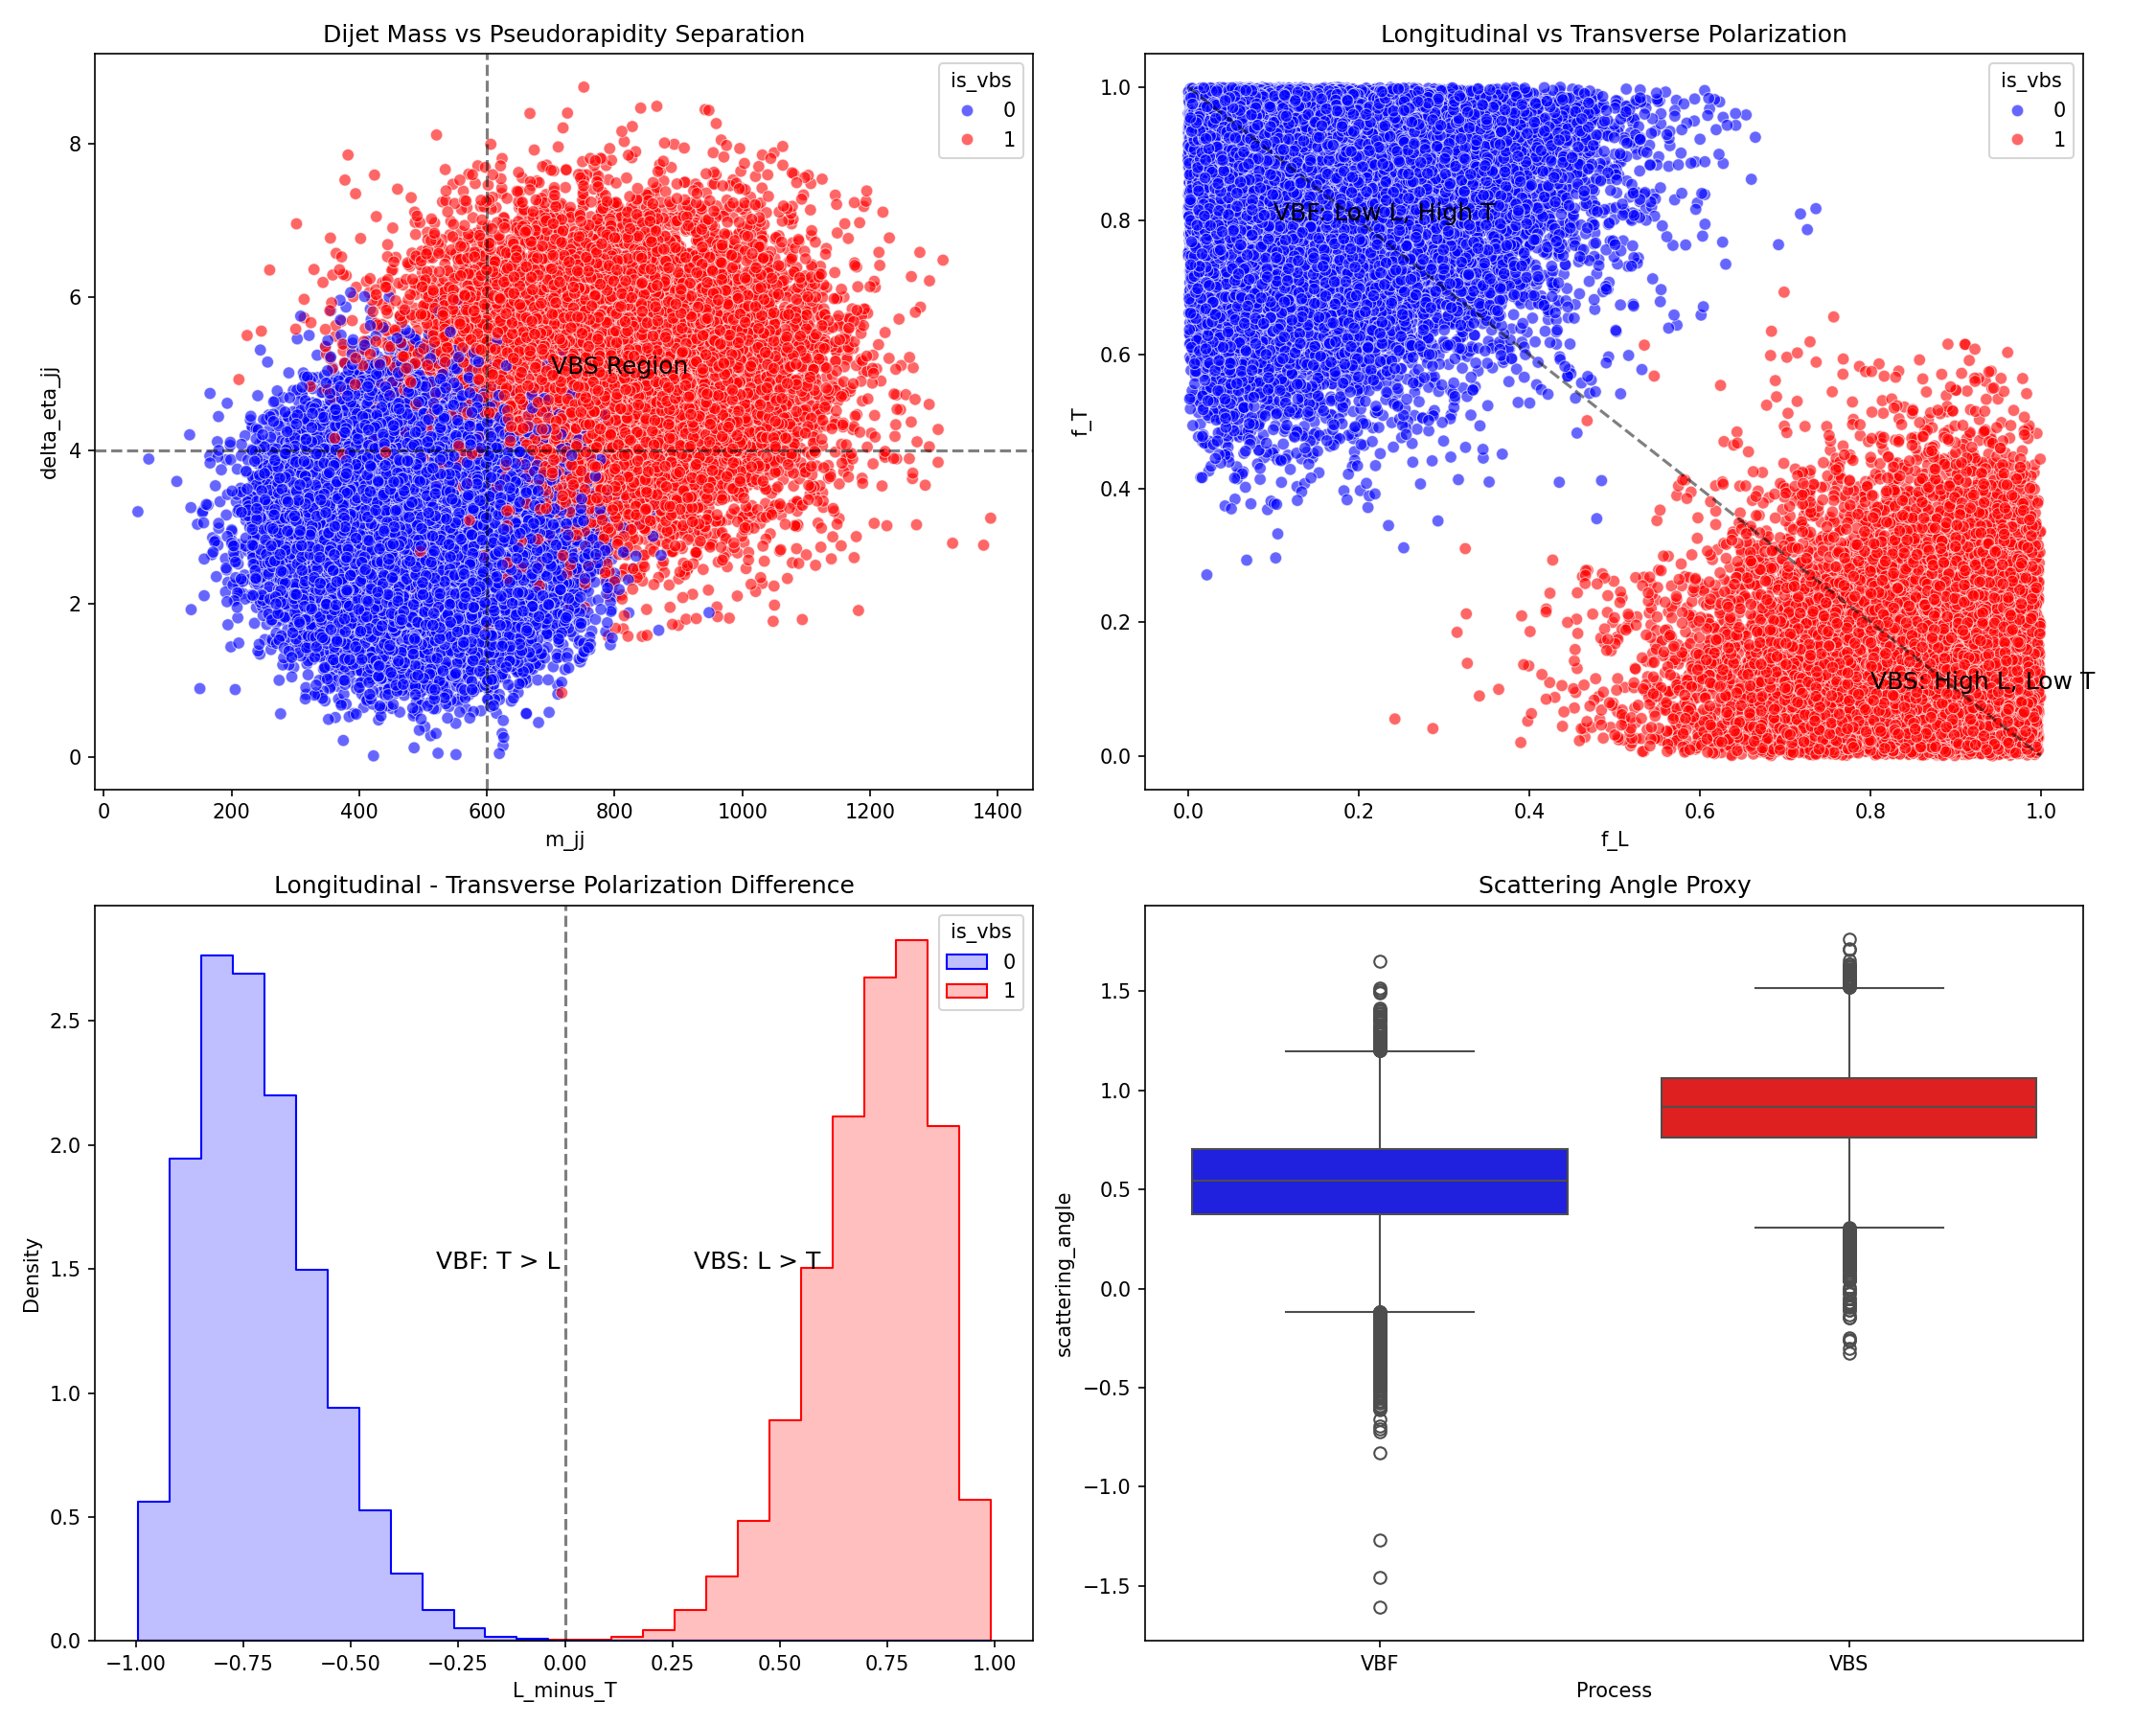 Dijet Mass vs Pseudorapidity Separation
is_vbs
0
1
VBS Region
delta_eta_jj
8
6
4
2
0
0
200
400
600
800
1000
1200
1400
m_jj
Longitudinal vs Transverse Polarization
is_vbs
0
1
VBF: Low L, High T
VBS: High L, Low T
f_T
1.0
0.8
0.6
0.4
0.2
0.0
0.0
0.2
0.4
0.6
0.8
1.0
f_L
Longitudinal - Transverse Polarization Difference
is_vbs
0
1
VBF: T > L
VBS: L > T
Density
2.5
2.0
1.5
1.0
0.5
0.0
−1.00
−0.75
−0.50
−0.25
0.00
0.25
0.50
0.75
1.00
L_minus_T
Scattering Angle Proxy
scattering_angle
1.5
1.0
0.5
0.0
−0.5
−1.0
−1.5
VBF
VBS
Process